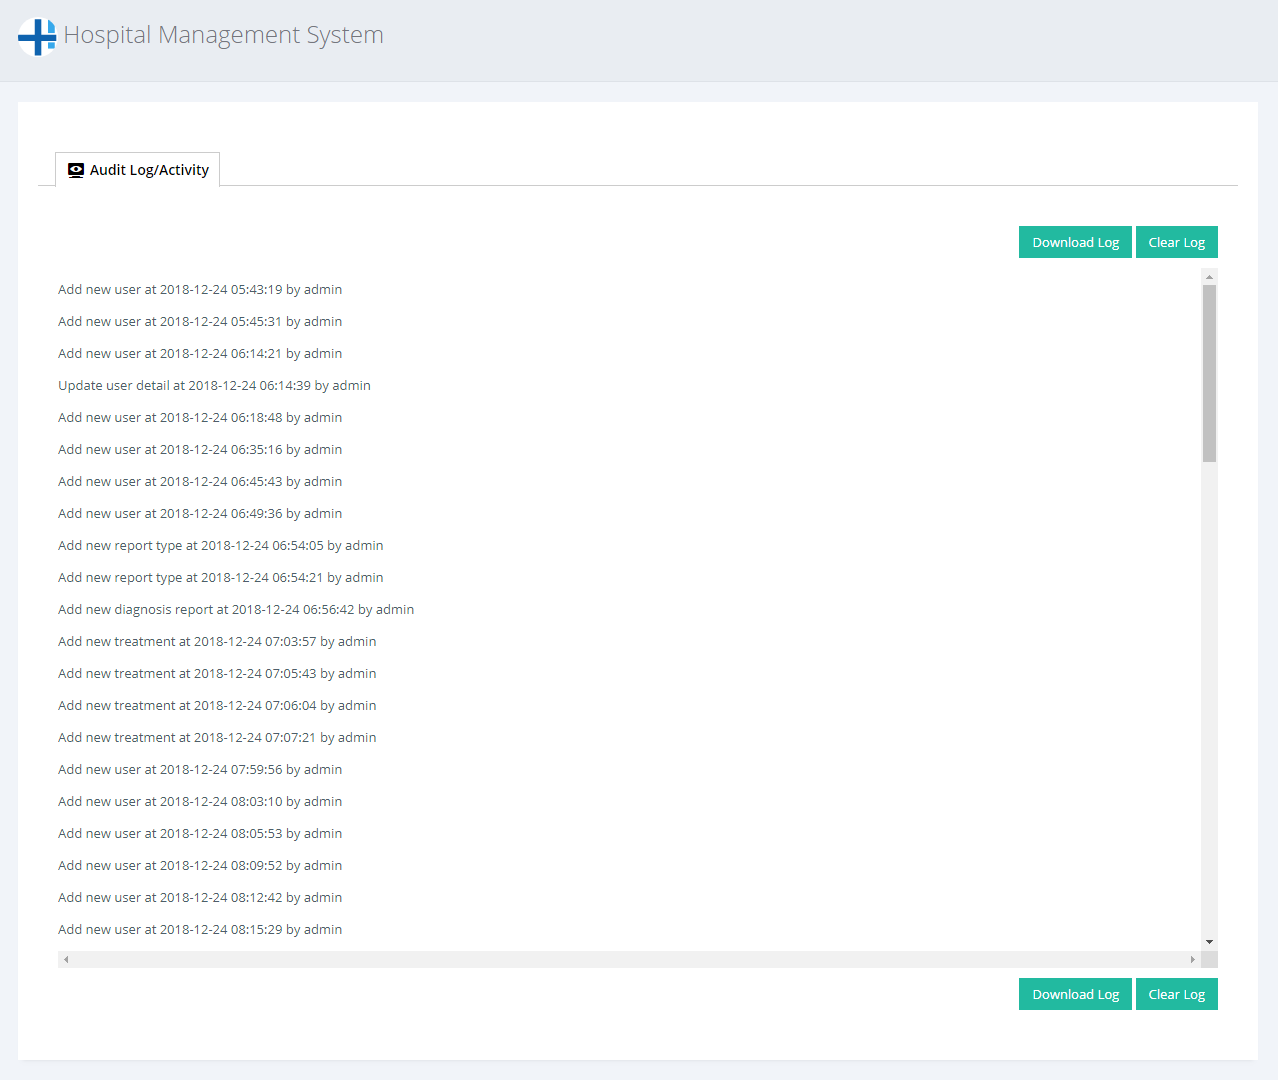 Hospital Management System
Audit Log/Activity
Download Log Clear Log
Add new user at 2018-12-24 05:43:19 by admin
Add new user at 2018-12-24 05:45:31 by admin
Add new user at 2018-12-24 06:14:21 by admin
Update user detail at 2018-12-24 06:14:39 by admin
Add new user at 2018-12-24 06:18:48 by admin
Add new user at 2018-12-24 06:35:16 by admin
Add new user at 2018-12-24 06:45:43 by admin
Add new user at 2018-12-24 06:49:36 by admin
Add new report type at 2018-12-24 06:54:05 by admin
Add new report type at 2018-12-24 06:54:21 by admin
Add new diagnosis report at 2018-12-24 06:56:42 by admin
Add new treatment at 2018-12-24 07:03:57 by admin
Add new treatment at 2018-12-24 07:05:43 by admin
Add new treatment at 2018-12-24 07:06:04 by admin
Add new treatment at 2018-12-24 07:07:21 by admin
Add new user at 2018-12-24 07:59:56 by admin
Add new user at 2018-12-24 08:03:10 by admin
Add new user at 2018-12-24 08:05:53 by admin
Add new user at 2018-12-24 08:09:52 by admin
Add new user at 2018-12-24 08:12:42 by admin
Add new user at 2018-12-24 08:15:29 by admin
Download Log Clear Log